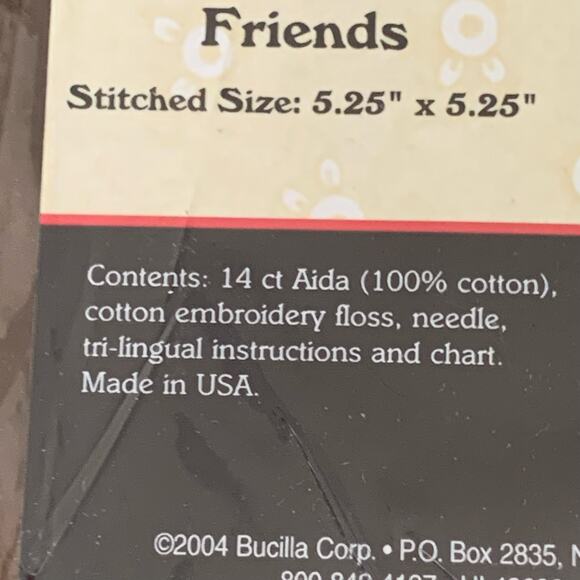 Friends
Stitched Size: 5.25" x 5.25"
Contents: 14 ct Aida (100% cotton),
cotton embroidery floss, needle,
tri-lingual instructions and chart.
Made in USA.
©2004 Bucilla Corp. • P.O. Box 2835,